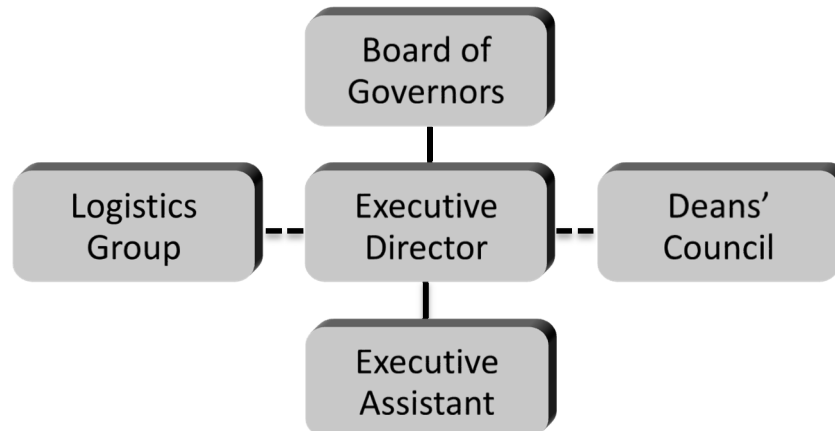 Board of
Governors
Logistics
Group
Executive
Director
Deans’
Council
Executive
Assistant